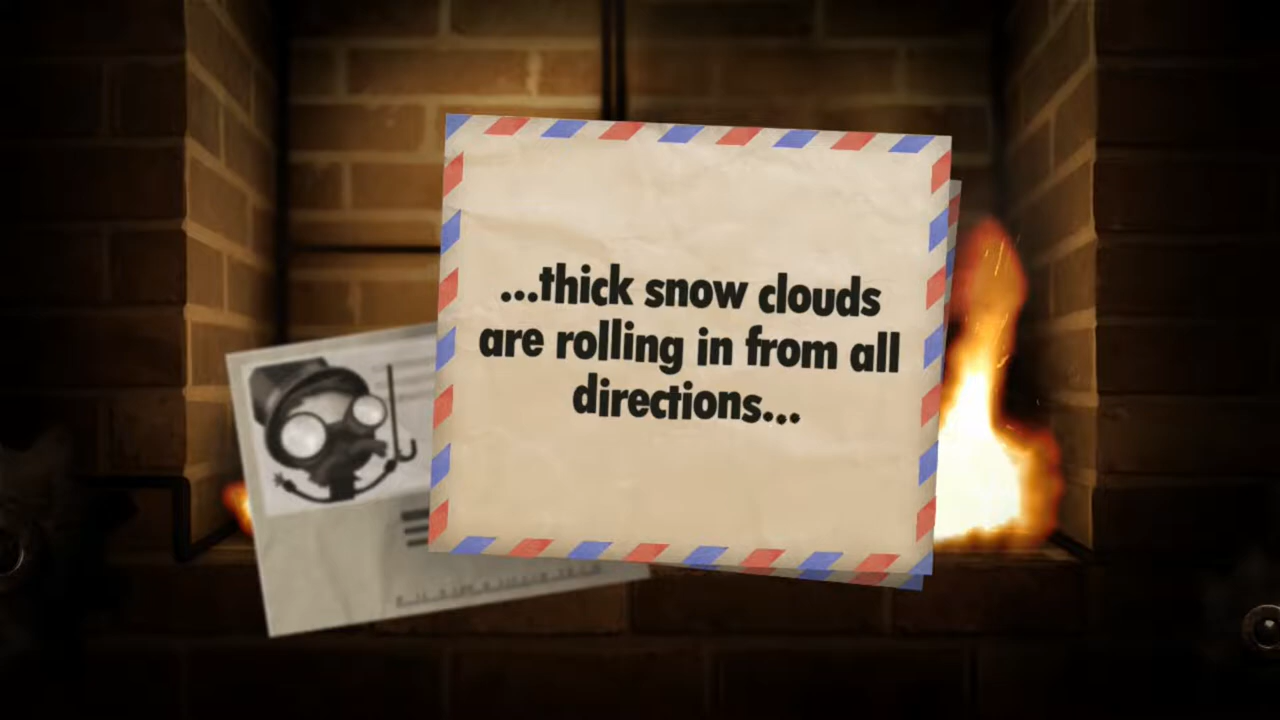 ...thick snow clouds
are rolling in from all
directions...